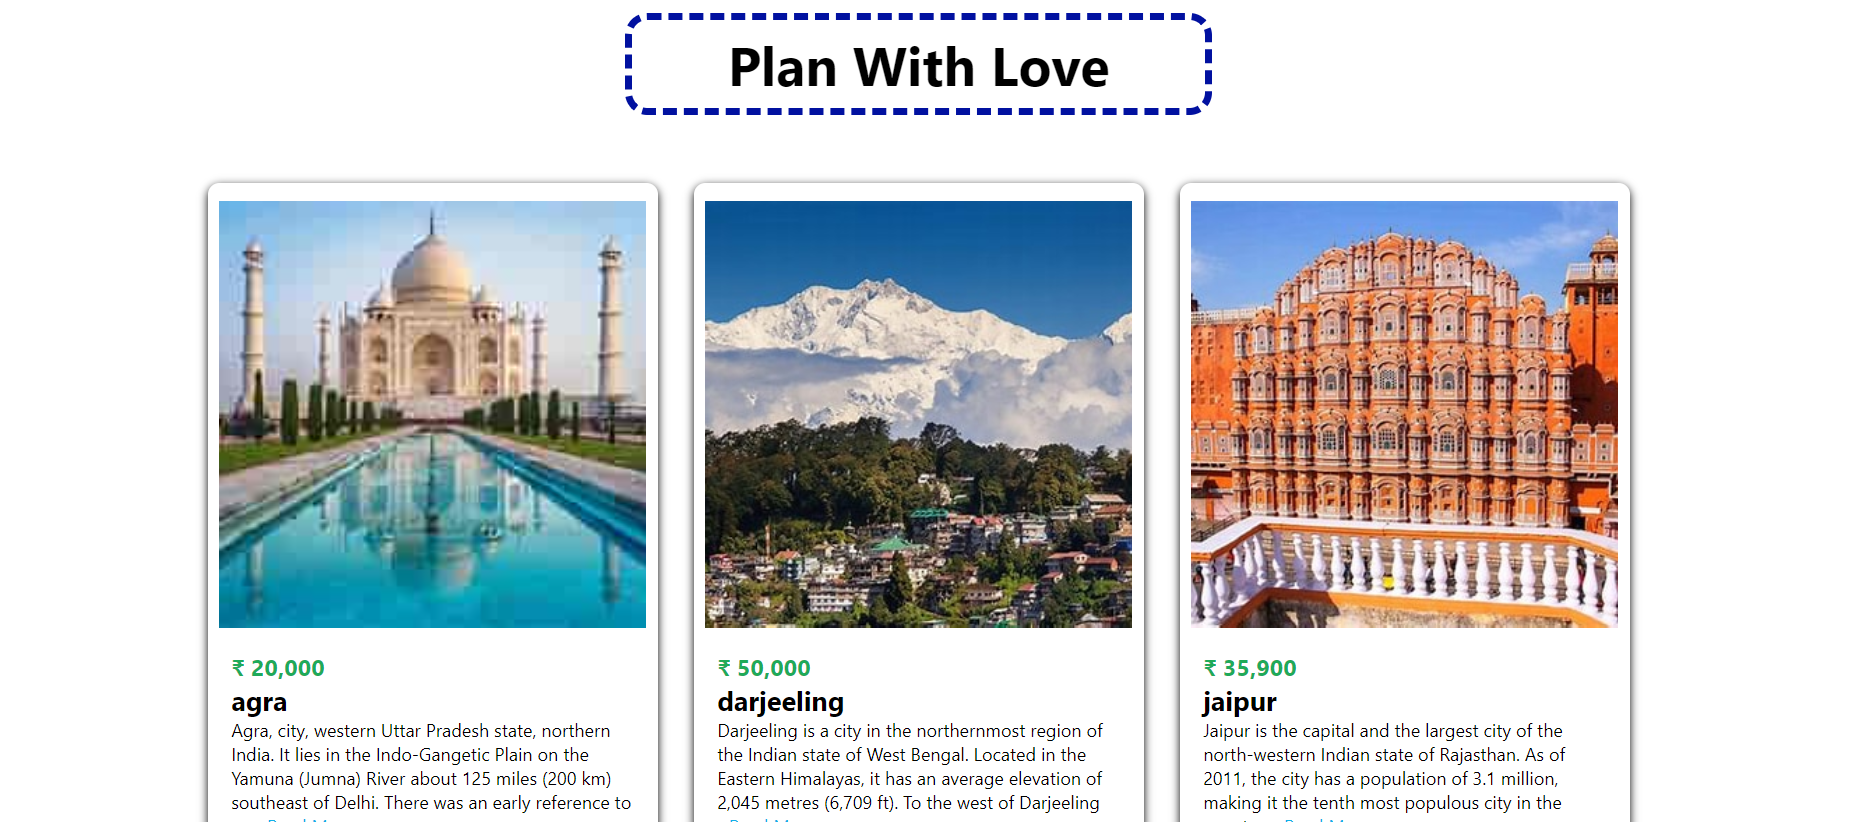 Plan With Love
₹ 20,000
agra
Agra, city, western Uttar Pradesh state, northern
India. It lies in the Indo-Gangetic Plain on the
Yamuna (Jumna) River about 125 miles (200 km)
southeast of Delhi. There was an early reference to
₹ 50,000
darjeeling
Darjeeling is a city in the northernmost region of
the Indian state of West Bengal. Located in the
Eastern Himalayas, it has an average elevation of
2,045 metres (6,709 ft). To the west of Darjeeling
₹ 35,900
jaipur
Jaipur is the capital and the largest city of the
north-western Indian state of Rajasthan. As of
2011, the city has a population of 3.1 million,
making it the tenth most populous city in the